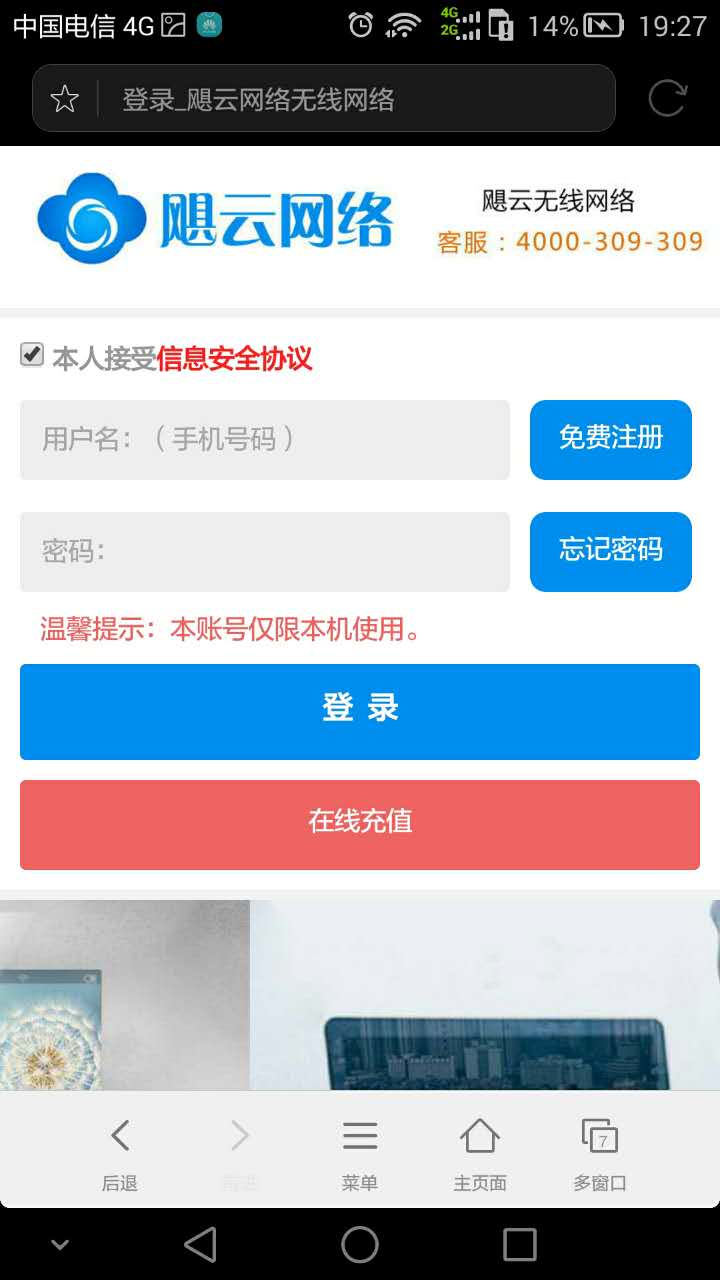 中国电信 4G 4G 2G 14% 19:27
登录_飓云网络无线网络
飓云网络
飓云无线网络
客服：4000-309-309
本人接受信息安全协议
用户名：（手机号码） 免费注册
密码： 忘记密码
温馨提示：本账号仅限本机使用。
登 录
在线充值
7
后退 前进 菜单 主页面 多窗口